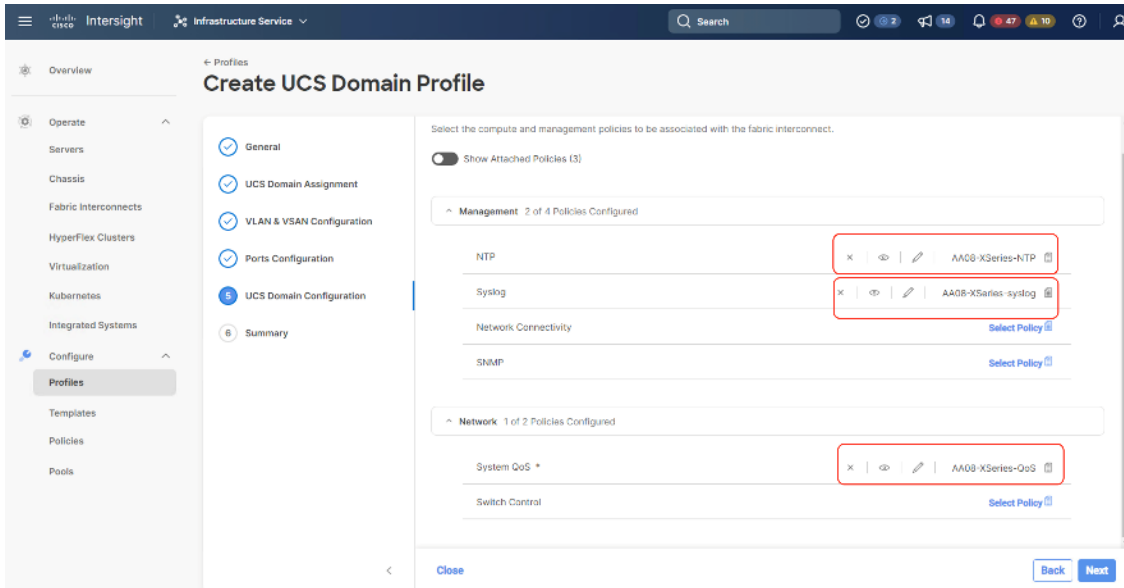 cisco Intersight
Infrastructure Service
Search
2
14
47
10
Overview
Operate
Servers
Chassis
Fabric Interconnects
HyperFlex Clusters
Virtualization
Kubernetes
Integrated Systems
Configure
Profiles
Templates
Policies
Pools
← Profiles
Create UCS Domain Profile
General
UCS Domain Assignment
VLAN & VSAN Configuration
Ports Configuration
5 UCS Domain Configuration
6 Summary
Select the compute and management policies to be associated with the fabric interconnect.
Show Attached Policies (3)
Management 2 of 4 Policies Configured
NTP AA08-XSeries-NTP
Syslog AA08-XSeries-syslog
Network Connectivity Select Policy
SNMP Select Policy
Network 1 of 2 Policies Configured
System QoS * AA08-XSeries-QoS
Switch Control Select Policy
Close Back Next